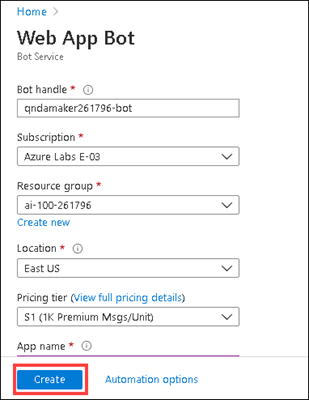 Home >
Web App Bot
Bot Service
Bot handle *
qndamaker261796-bot
Subscription *
Azure Labs E-03
Resource group *
ai-100-261796
Create new
Location *
East US
Pricing tier (View full pricing details)
S1 (1K Premium Msgs/Unit)
App name *
Create Automation options